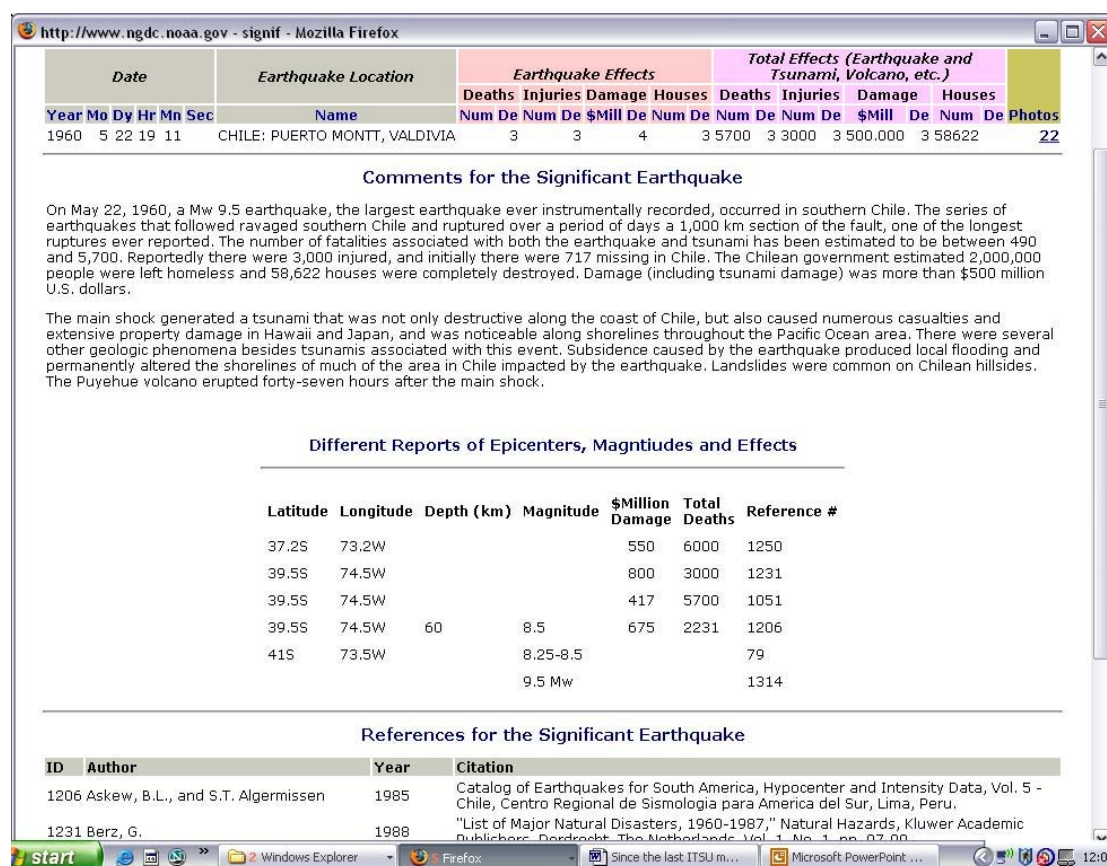 http://www.ngdc.noaa.gov - signif - Mozilla Firefox
Date Earthquake Location Earthquake Effects Total Effects (Earthquake and
Tsunami, Volcano, etc.)
Deaths Injuries Damage Houses Deaths Injuries Damage Houses
Year Mo Dy Hr Mn Sec Name Num De Num De $Mill De Num De Num De Num De $Mill De Num De Photos
1960 5 22 19 11 CHILE: PUERTO MONTT, VALDIVIA 3 3 4 3 5700 3 3000 3 500.000 3 58622 22
Comments for the Significant Earthquake
On May 22, 1960, a Mw 9.5 earthquake, the largest earthquake ever instrumentally recorded, occurred in southern Chile. The series of
earthquakes that followed ravaged southern Chile and ruptured over a period of days a 1,000 km section of the fault, one of the longest
ruptures ever reported. The number of fatalities associated with both the earthquake and tsunami has been estimated to be between 490
and 5,700. Reportedly there were 3,000 injured, and initially there were 717 missing in Chile. The Chilean government estimated 2,000,000
people were left homeless and 58,622 houses were completely destroyed. Damage (including tsunami damage) was more than $500 million
U.S. dollars.
The main shock generated a tsunami that was not only destructive along the coast of Chile, but also caused numerous casualties and
extensive property damage in Hawaii and Japan, and was noticeable along shorelines throughout the Pacific Ocean area. There were several
other geologic phenomena besides tsunamis associated with this event. Subsidence caused by the earthquake produced local flooding and
permanently altered the shorelines of much of the area in Chile impacted by the earthquake. Landslides were common on Chilean hillsides.
The Puyehue volcano erupted forty-seven hours after the main shock.
Different Reports of Epicenters, Magntiudes and Effects
Latitude Longitude Depth (km) Magnitude $Million Damage Total Deaths Reference #
37.2S 73.2W 550 6000 1250
39.5S 74.5W 800 3000 1231
39.5S 74.5W 417 5700 1051
39.5S 74.5W 60 8.5 675 2231 1206
41S 73.5W 8.25-8.5 79
9.5 Mw 1314
References for the Significant Earthquake
ID Author Year Citation
1206 Askew, B.L., and S.T. Algermissen 1985 Catalog of Earthquakes for South America, Hypocenter and Intensity Data, Vol. 5 -
Chile, Centro Regional de Sismologia para America del Sur, Lima, Peru.
1231 Berz, G. 1988 "List of Major Natural Disasters, 1960-1987," Natural Hazards, Kluwer Academic
Publishers, Dordrecht, The Netherlands, Vol. 1, No. 1, pp.
start 2 Windows Explorer 5 Firefox Since the last ITSU m... Microsoft PowerPoint ... 12:0